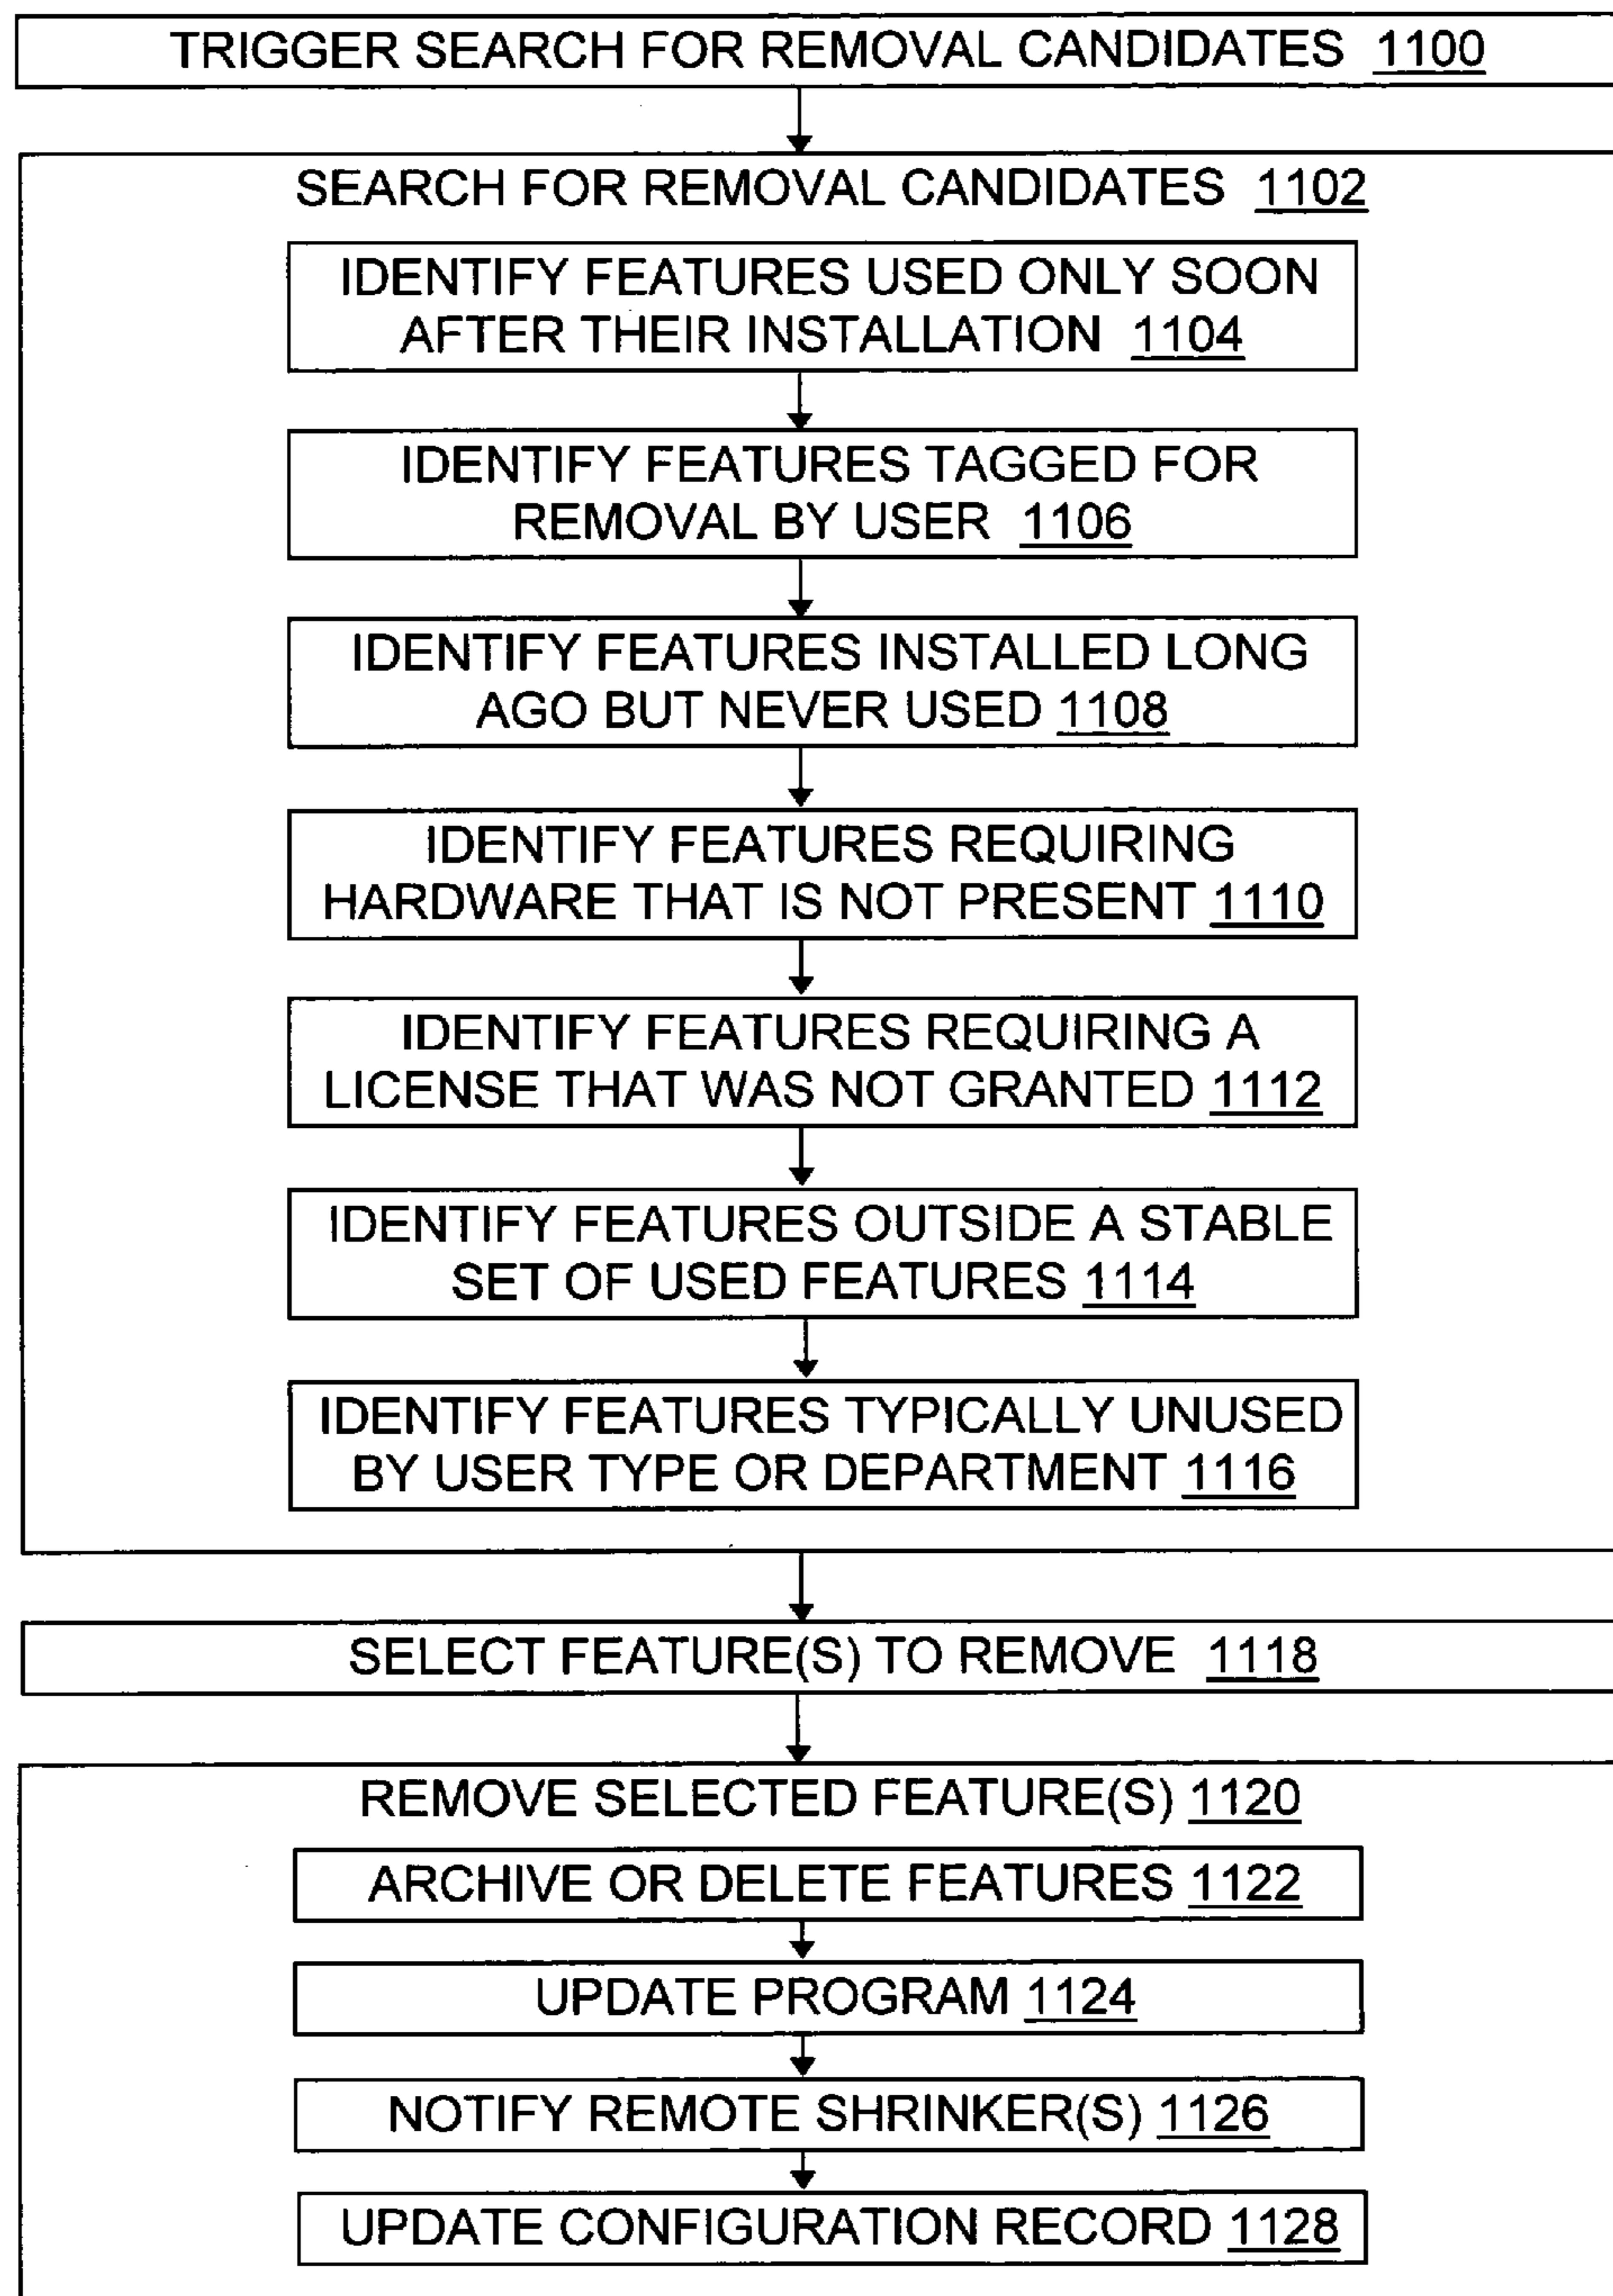 TRIGGER SEARCH FOR REMOVAL CANDIDATES 1100
SEARCH FOR REMOVAL CANDIDATES 1102
IDENTIFY FEATURES USED ONLY SOON
AFTER THEIR INSTALLATION 1104
IDENTIFY FEATURES TAGGED FOR
REMOVAL BY USER 1106
IDENTIFY FEATURES INSTALLED LONG
AGO BUT NEVER USED 1108
IDENTIFY FEATURES REQUIRING
HARDWARE THAT IS NOT PRESENT 1110
IDENTIFY FEATURES REQUIRING A
LICENSE THAT WAS NOT GRANTED 1112
IDENTIFY FEATURES OUTSIDE A STABLE
SET OF USED FEATURES 1114
IDENTIFY FEATURES TYPICALLY UNUSED
BY USER TYPE OR DEPARTMENT 1116
SELECT FEATURE(S) TO REMOVE 1118
REMOVE SELECTED FEATURE(S) 1120
ARCHIVE OR DELETE FEATURES 1122
UPDATE PROGRAM 1124
NOTIFY REMOTE SHRINKER(S) 1126
UPDATE CONFIGURATION RECORD 1128